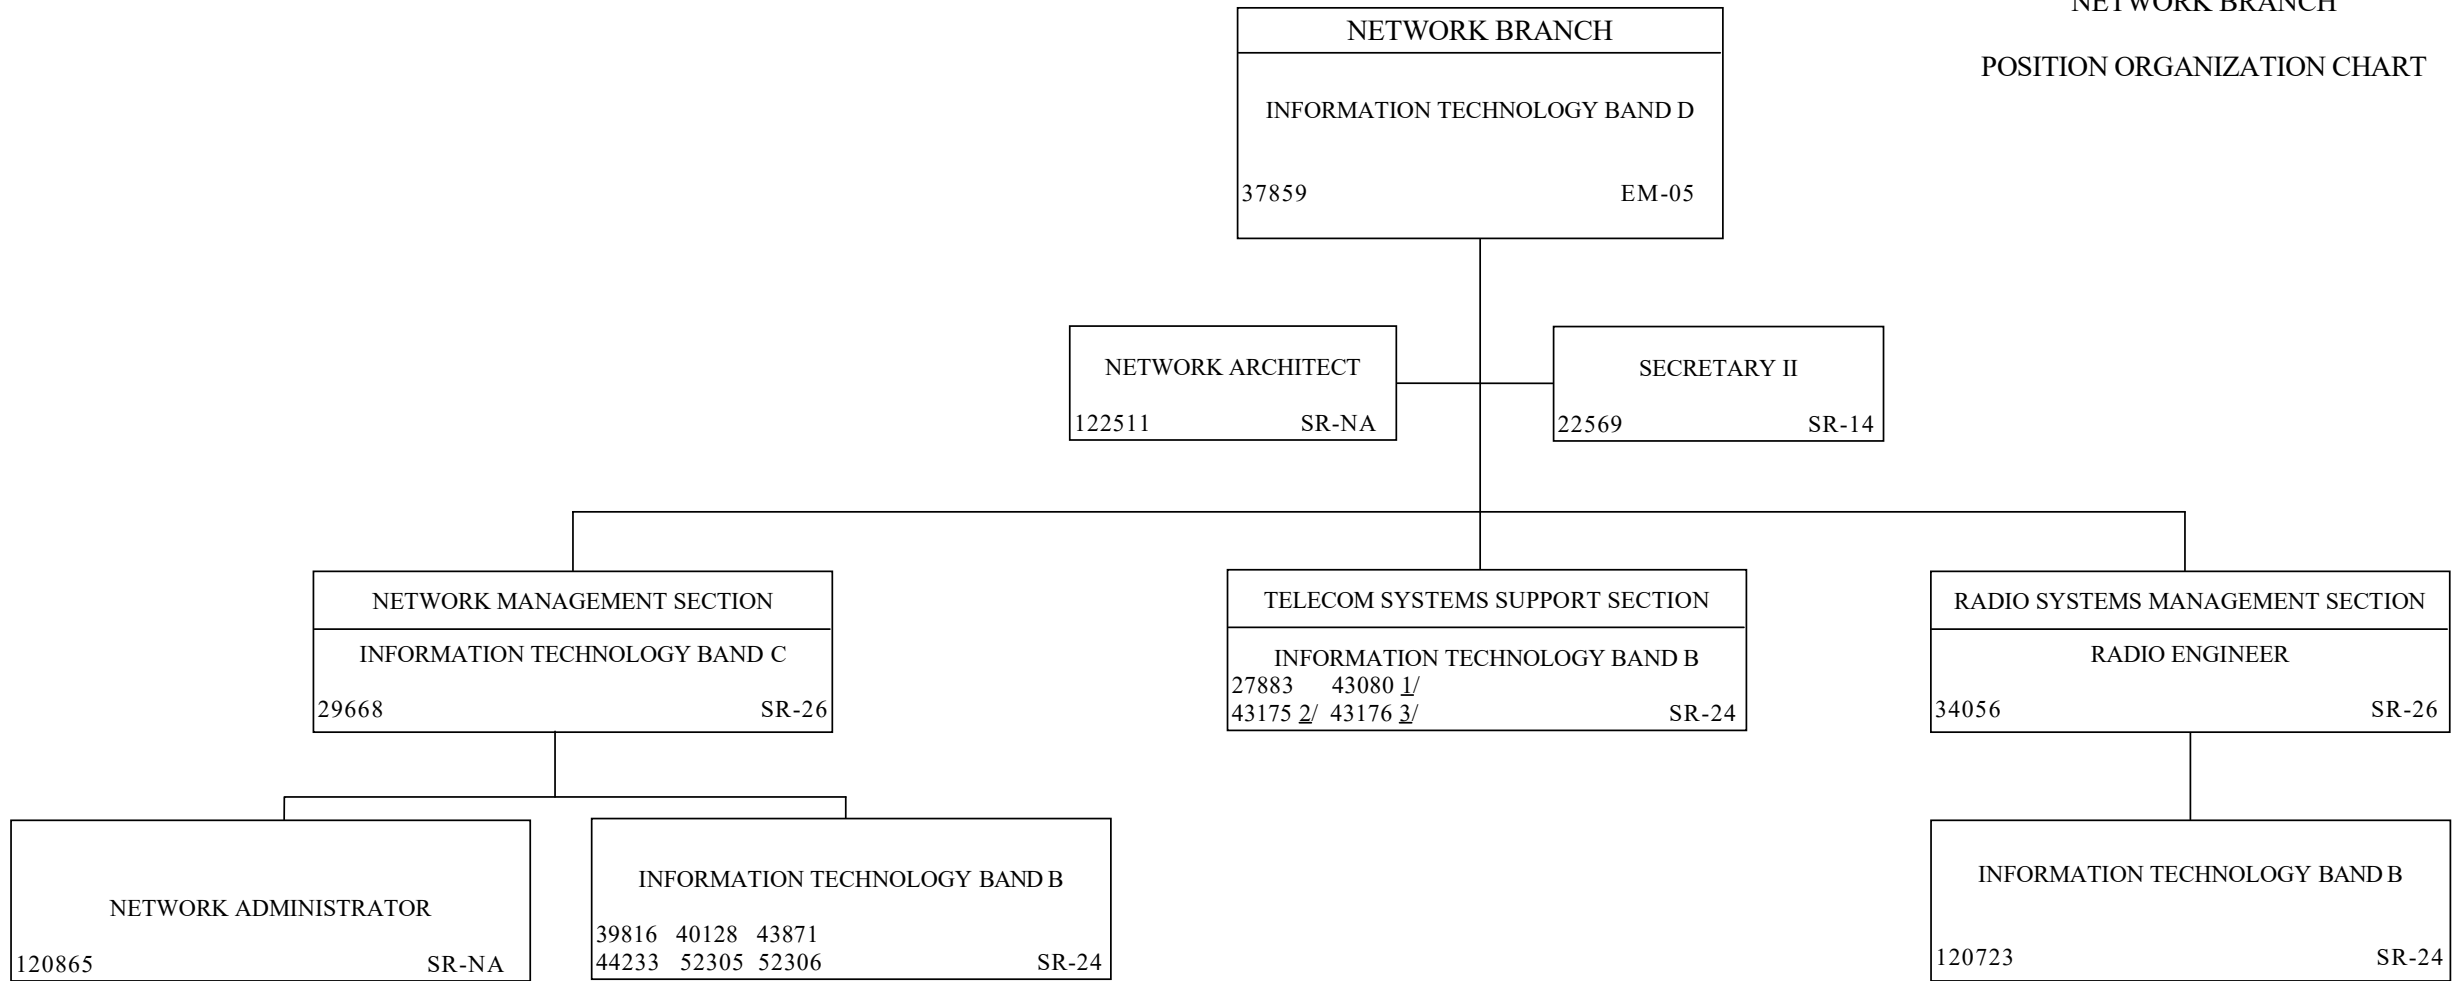 NETWORK BRANCH
POSITION ORGANIZATION CHART
NETWORK BRANCH
INFORMATION TECHNOLOGY BAND D
37859 EM-05
NETWORK ARCHITECT
122511 SR-NA
SECRETARY II
22569 SR-14
NETWORK MANAGEMENT SECTION
INFORMATION TECHNOLOGY BAND C
29668 SR-26
TELECOM SYSTEMS SUPPORT SECTION
INFORMATION TECHNOLOGY BAND B
27883 43080 1/
43175 2/ 43176 3/ SR-24
RADIO SYSTEMS MANAGEMENT SECTION
RADIO ENGINEER
34056 SR-26
NETWORK ADMINISTRATOR
120865 SR-NA
INFORMATION TECHNOLOGY BAND B
39816 40128 43871
44233 52305 52306 SR-24
INFORMATION TECHNOLOGY BAND B
120723 SR-24